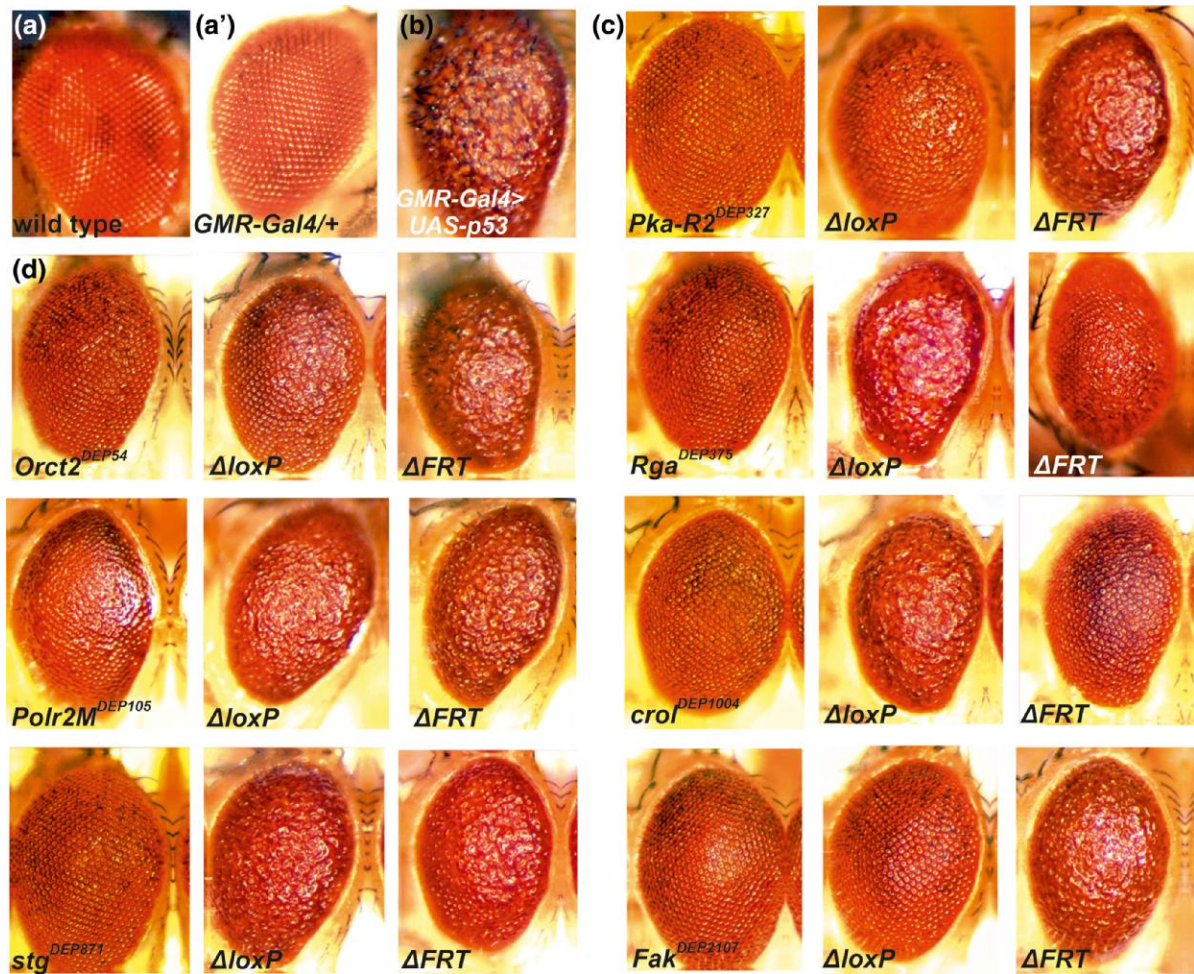 (a)
(a')
(b)
(c)
wild type
GMR-Gal4/+
GMR-Gal4>
UAS-p53
Pka-R2DEP327
ΔloxP
ΔFRT
(d)
Orct2DEP54
ΔloxP
ΔFRT
RgaDEP375
ΔloxP
ΔFRT
Polr2MDEP105
ΔloxP
ΔFRT
crolDEP1004
ΔloxP
ΔFRT
stgDEP871
ΔloxP
ΔFRT
FakDEP2107
ΔloxP
ΔFRT